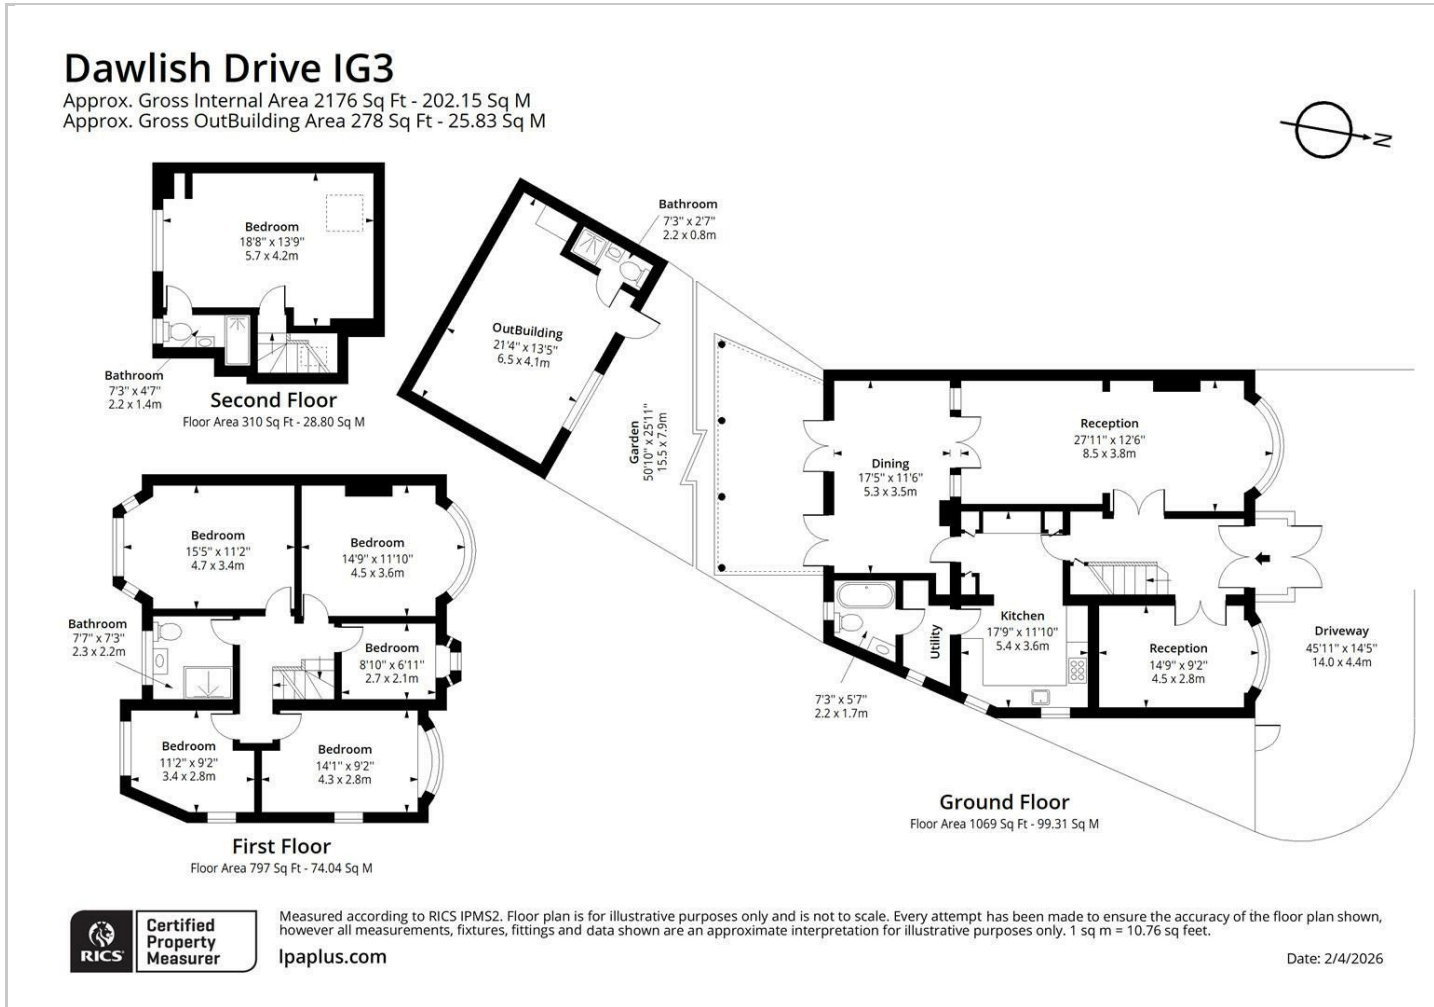 Dawlish Drive IG3
Approx. Gross Internal Area 2176 Sq Ft - 202.15 Sq M
Approx. Gross OutBuilding Area 278 Sq Ft - 25.83 Sq M
N
Bedroom
18'8" x 13'9"
5.7 x 4.2m
Bathroom
7'3" x 4'7"
2.2 x 1.4m
Second Floor
Floor Area 310 Sq Ft - 28.80 Sq M
Bathroom
7'3" x 2'7"
2.2 x 0.8m
OutBuilding
21'4" x 13'5"
6.5 x 4.1m
Garden
50'10" x 25'11"
15.5 x 7.9m
Dining
17'5" x 11'6"
5.3 x 3.5m
Reception
27'11" x 12'6"
8.5 x 3.8m
Kitchen
17'9" x 11'10"
5.4 x 3.6m
Utility
7'3" x 5'7"
2.2 x 1.7m
Reception
14'9" x 9'2"
4.5 x 2.8m
Driveway
45'11" x 14'5"
14.0 x 4.4m
Ground Floor
Floor Area 1069 Sq Ft - 99.31 Sq M
Bedroom
15'5" x 11'2"
4.7 x 3.4m
Bedroom
14'9" x 11'10"
4.5 x 3.6m
Bathroom
7'7" x 7'3"
2.3 x 2.2m
Bedroom
8'10" x 6'11"
2.7 x 2.1m
Bedroom
11'2" x 9'2"
3.4 x 2.8m
Bedroom
14'1" x 9'2"
4.3 x 2.8m
First Floor
Floor Area 797 Sq Ft - 74.04 Sq M
RICS
Certified
Property
Measurer
Measured according to RICS IPMS2. Floor plan is for illustrative purposes only and is not to scale. Every attempt has been made to ensure the accuracy of the floor plan shown,
however all measurements, fixtures, fittings and data shown are an approximate interpretation for illustrative purposes only. 1 sq m = 10.76 sq feet.
lpaplus.com
Date: 2/4/2026